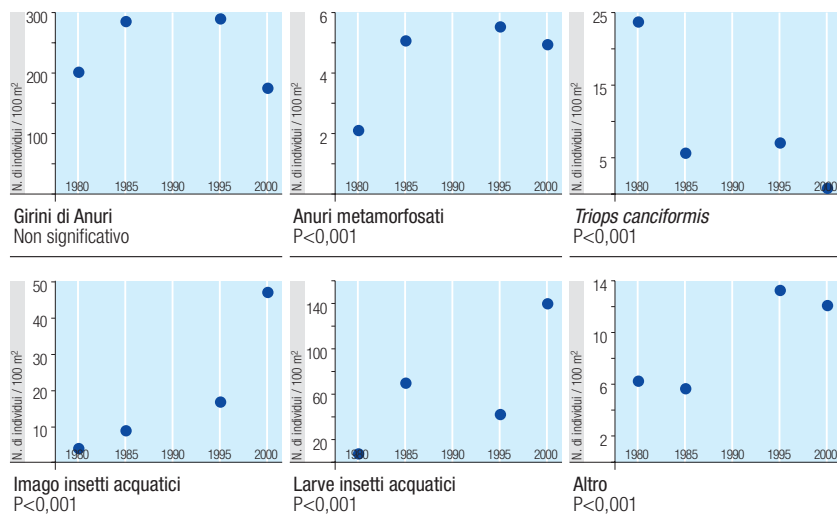 N. di individui / 100 m²
300
200
100
1980 1985 1990 1995 2000
Girini di Anuri
Non significativo
N. di individui / 100 m²
6
4
2
1980 1985 1990 1995 2000
Anuri metamorfosati
P<0,001
N. di individui / 100 m²
25
15
5
1980 1985 1990 1995 2000
Triops canciformis
P<0,001
N. di individui / 100 m²
50
40
30
20
10
1980 1985 1990 1995 2000
Imago insetti acquatici
P<0,001
N. di individui / 100 m²
140
100
60
20
1980 1985 1990 1995 2000
Larve insetti acquatici
P<0,001
N. di individui / 100 m²
14
10
6
2
1980 1985 1990 1995 2000
Altro
P<0,001